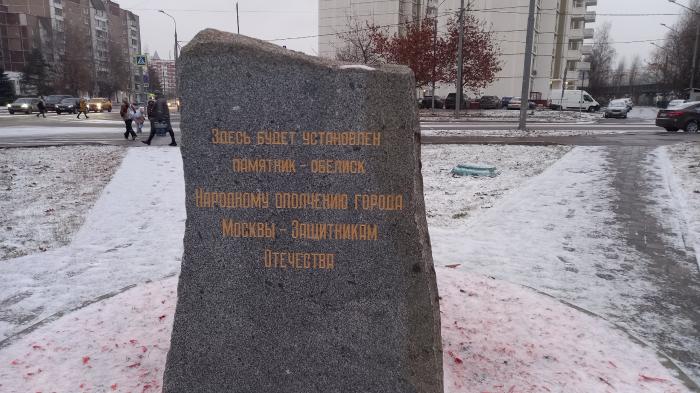 Здесь будет установлен
памятник - обелиск
Народному ополчению города
Москвы - Защитникам
Отечества